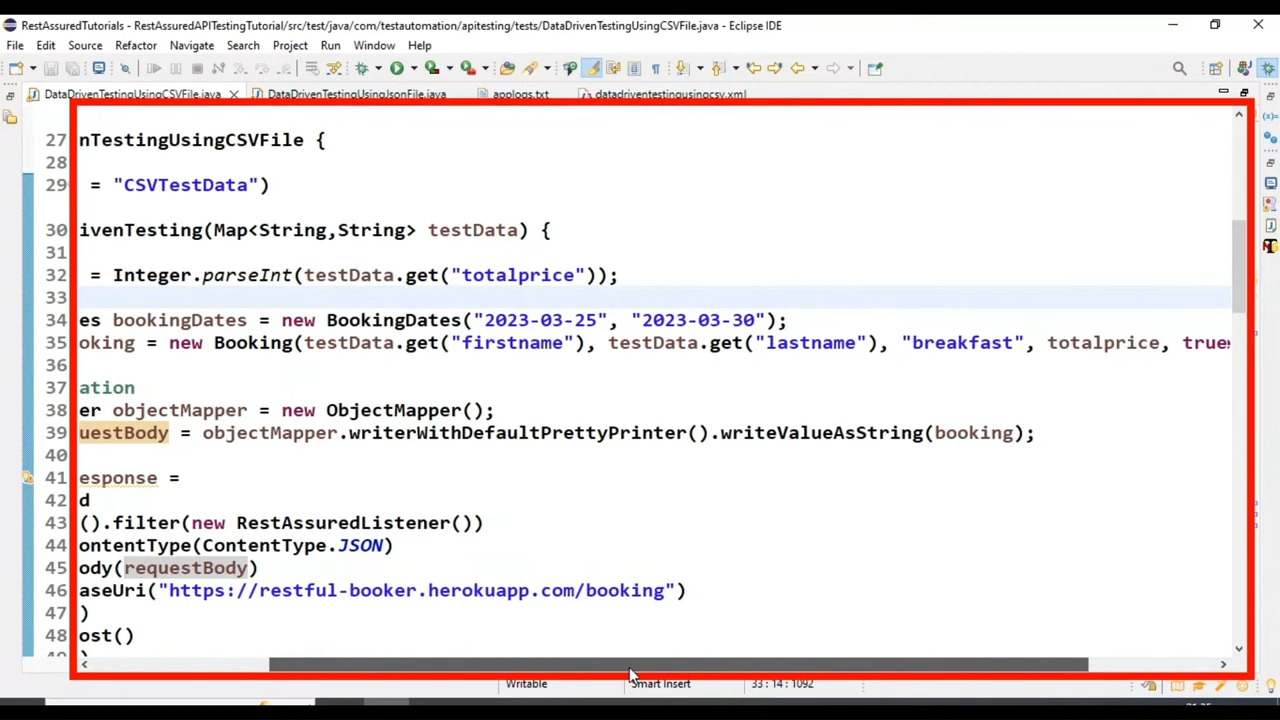 RestAssuredTutorials - RestAssuredAPITestingTutorial/src/test/java/com/testautomation/apitesting/tests/DataDrivenTestingUsingCSVFile.java - Eclipse IDE
File Edit Source Refactor Navigate Search Project Run Window Help
DataDrivenTestingUsingCSVFile.java DataDrivenTestingUsingJsonFile.java applogs.txt datadriventestingusingcsv.xml
27 nTestingUsingCSVFile {
28
29 = "CSVTestData")
30 ivenTesting(Map<String,String> testData) {
31
32 = Integer.parseInt(testData.get("totalprice"));
33
34 es bookingDates = new BookingDates("2023-03-25", "2023-03-30");
35 oking = new Booking(testData.get("firstname"), testData.get("lastname"), "breakfast", totalprice, true
36
37 ation
38 er objectMapper = new ObjectMapper();
39 uestBody = objectMapper.writerWithDefaultPrettyPrinter().writeValueAsString(booking);
40
41 esponse =
42 d
43 ().filter(new RestAssuredListener())
44 ontentType(ContentType.JSON)
45 ody(requestBody)
46 aseUri("https://restful-booker.herokuapp.com/booking")
47 )
48 ost()
Writable Smart Insert 33 : 14 : 1092